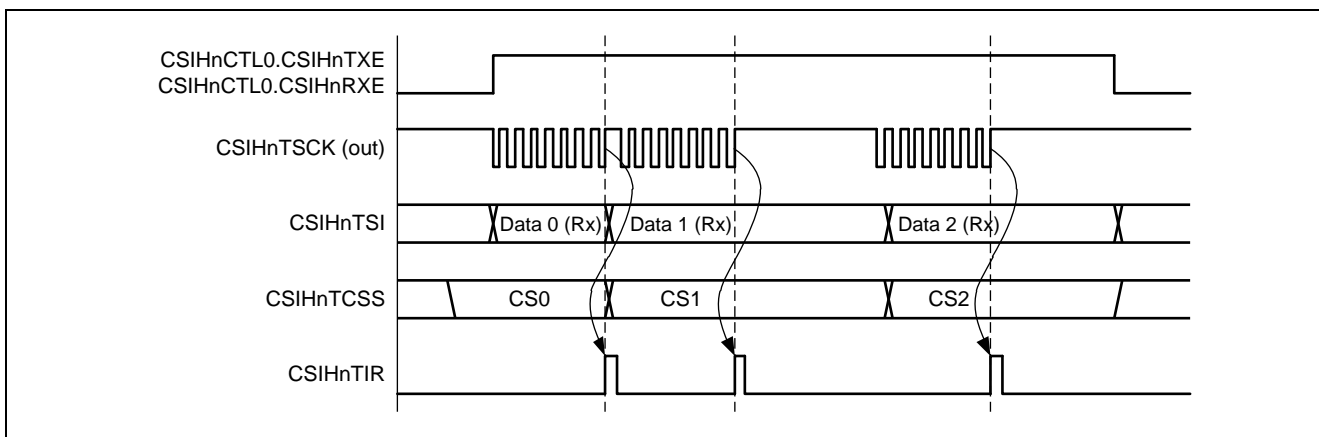 CSIHnCTL0.CSIHnTXE
CSIHnCTL0.CSIHnRXE
CSIHnTSCK (out)
CSIHnTSI
Data 0 (Rx)
Data 1 (Rx)
Data 2 (Rx)
CSIHnTCSS
CS0
CS1
CS2
CSIHnTIR